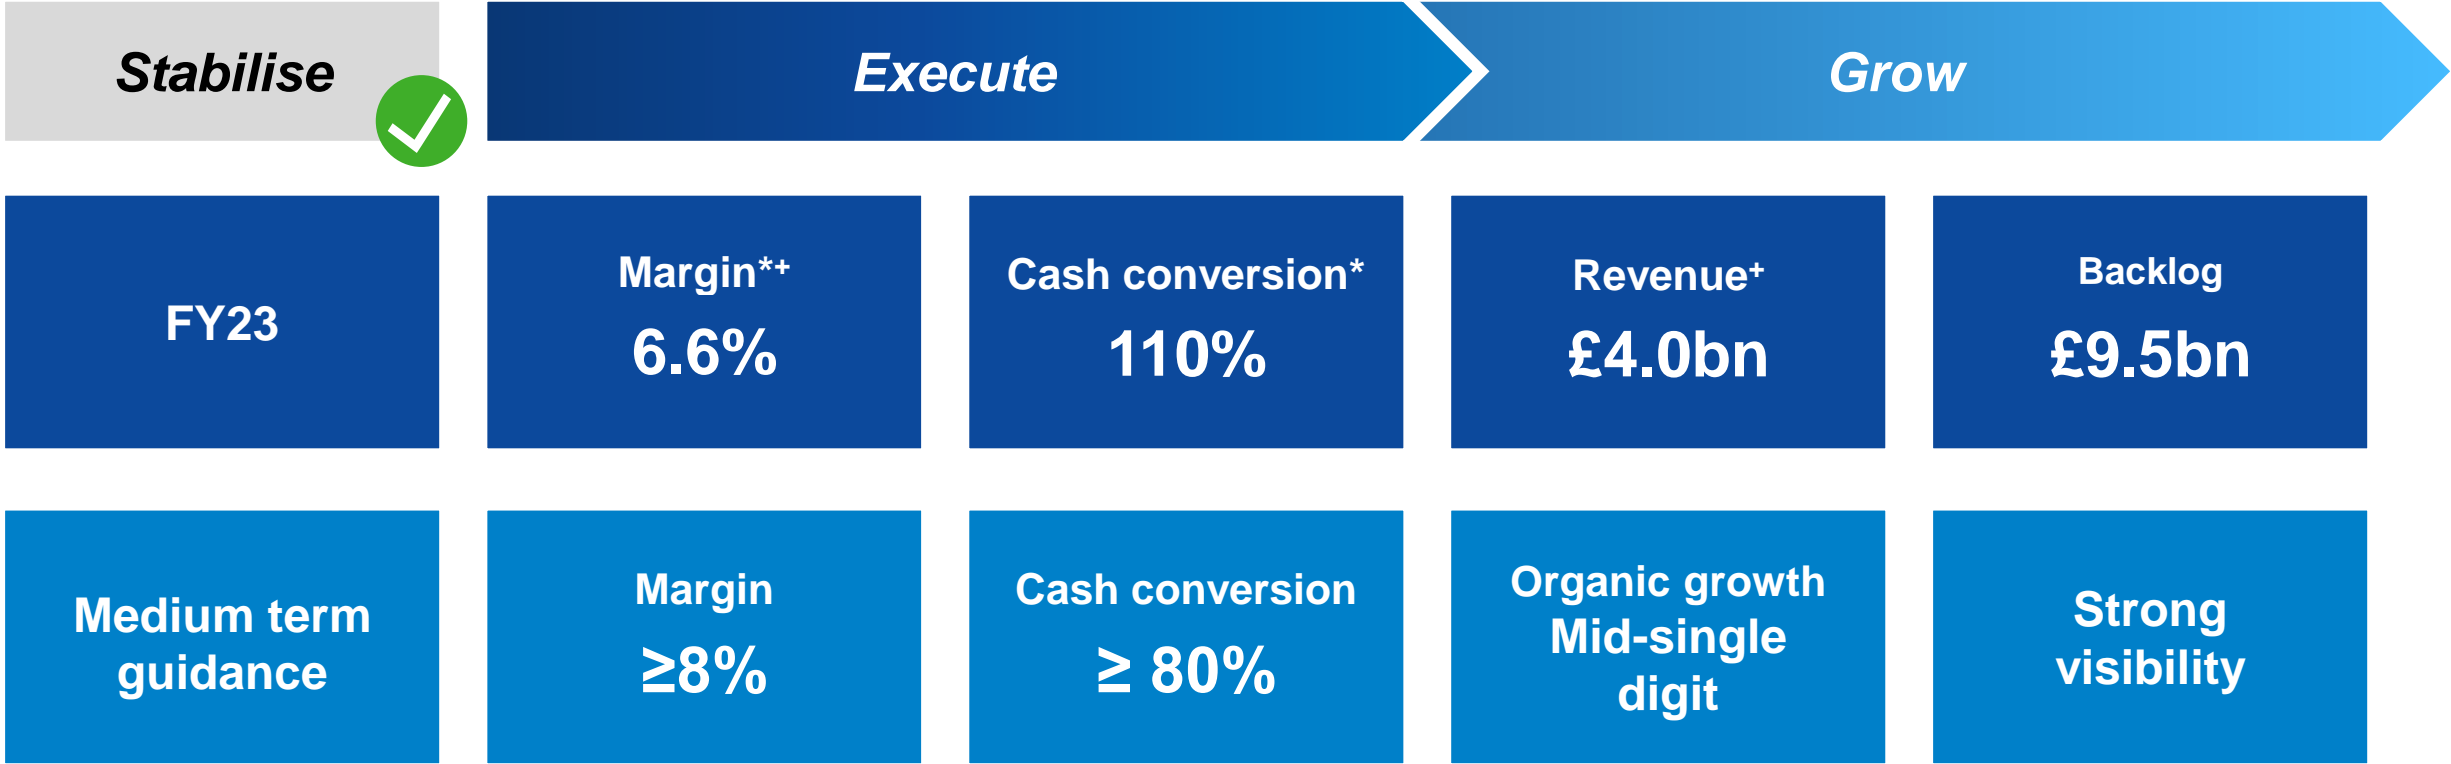 Stabilise
Execute
Grow
FY23
Margin*+
6.6%
Cash conversion*
110%
Revenue+
£4.0bn
Backlog
£9.5bn
Medium term
guidance
Margin
≥8%
Cash conversion
≥ 80%
Organic growth
Mid-single
digit
Strong
visibility